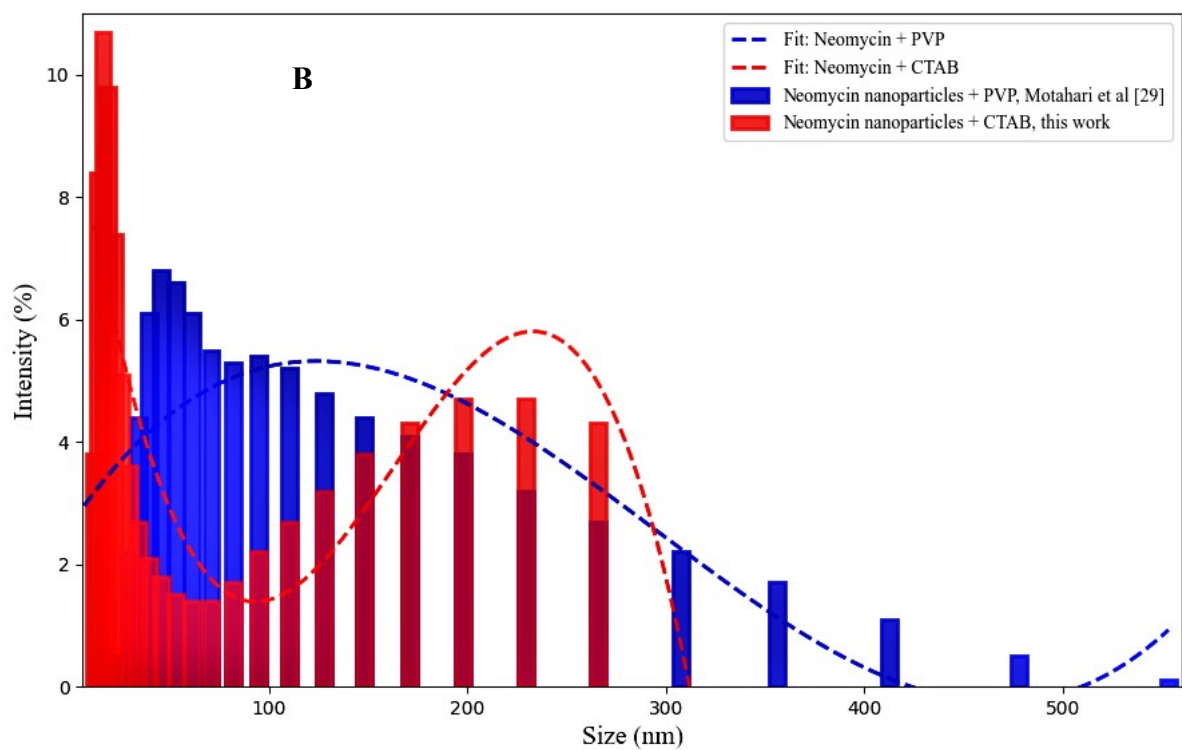 B
Fit: Neomycin + PVP
Fit: Neomycin + CTAB
Neomycin nanoparticles + PVP, Motahari et al [29]
Neomycin nanoparticles + CTAB, this work
Intensity (%)
10
8
6
4
2
0
100
200
300
400
500
Size (nm)